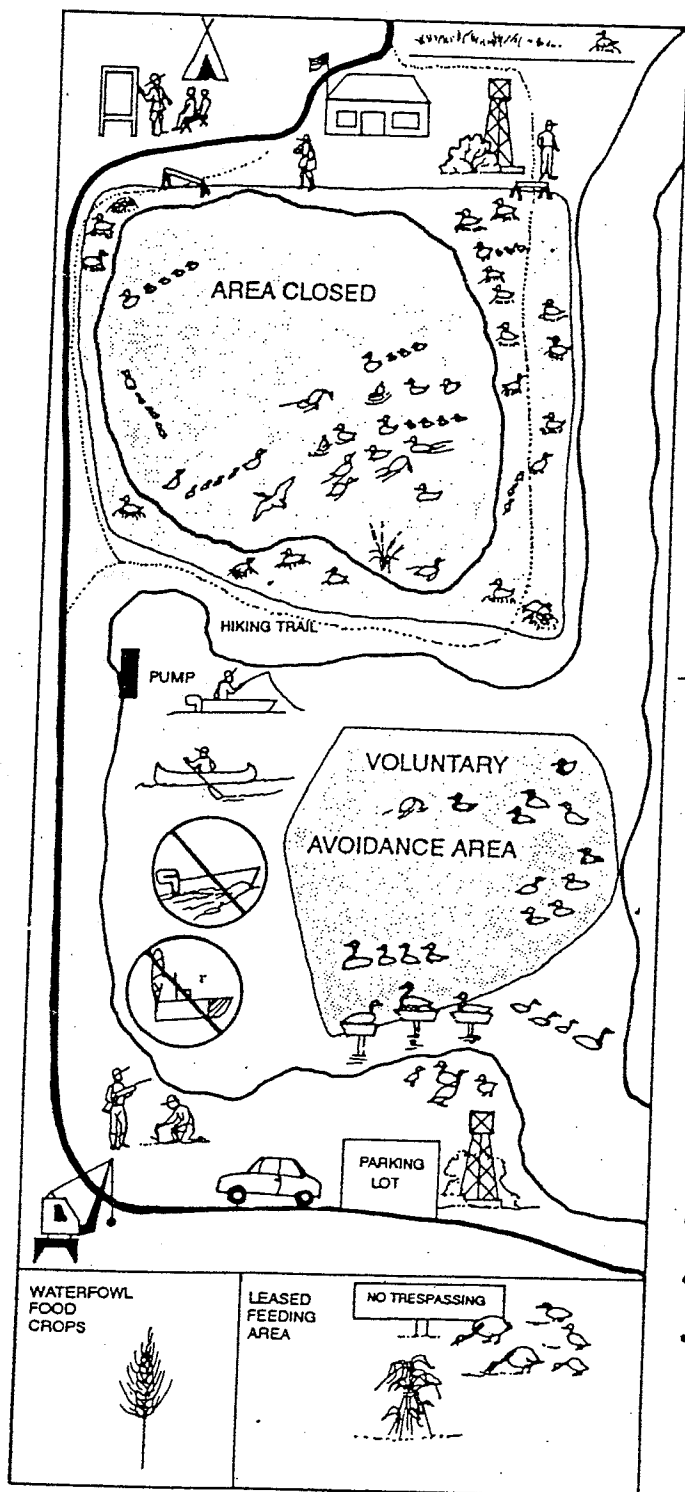 AREA CLOSED
HIKING TRAIL
PUMP
VOLUNTARY
AVOIDANCE AREA
PARKING
LOT
WATERFOWL
FOOD
CROPS
LEASED
FEEDING
AREA
NO TRESPASSING